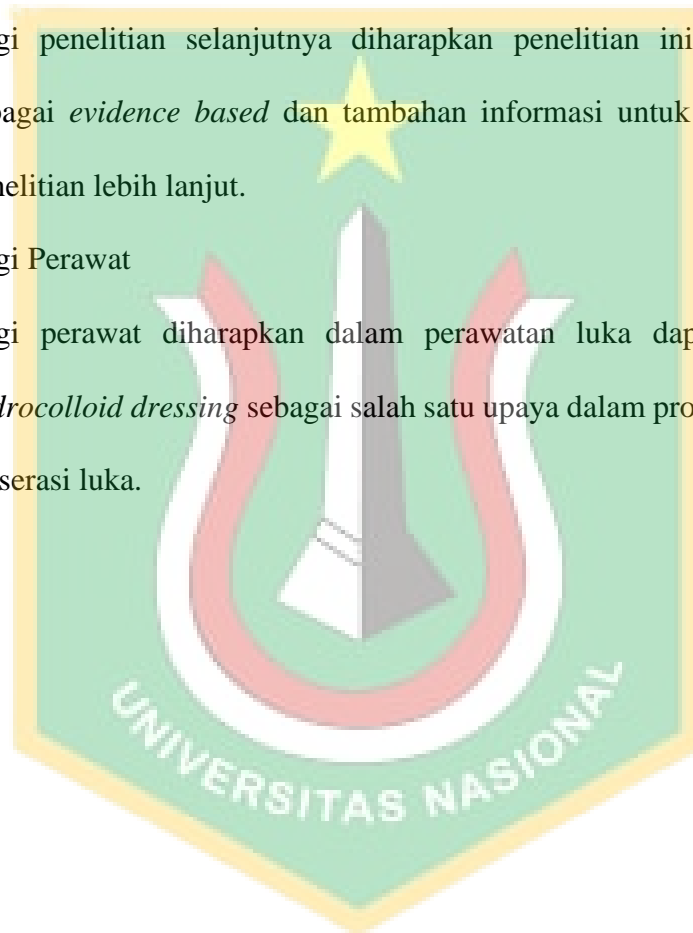 gi penelitian selanjutnya diharapkan penelitian ini
bagai evidence based dan tambahan informasi untuk
nelitian lebih lanjut.
gi Perawat
gi perawat diharapkan dalam perawatan luka dap
drocolloid dressing sebagai salah satu upaya dalam pro
serasi luka.
UNIVERSITAS NASIONAL